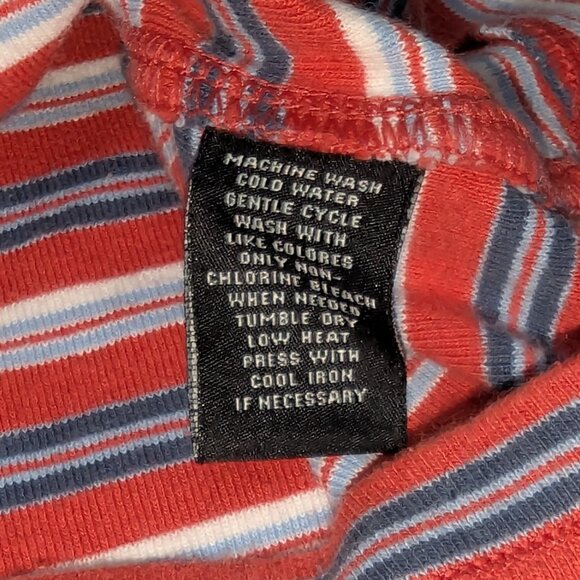 MACHINE WASH
COLD WATER
GENTLE CYCLE
WASH WITH
LIKE COLORES
ONLY NON-
CHLORINE BLEACH
WHEN NEEDED
TUMBLE DRY
LOW HEAT
PRESS WITH
COOL IRON
IF NECESSARY